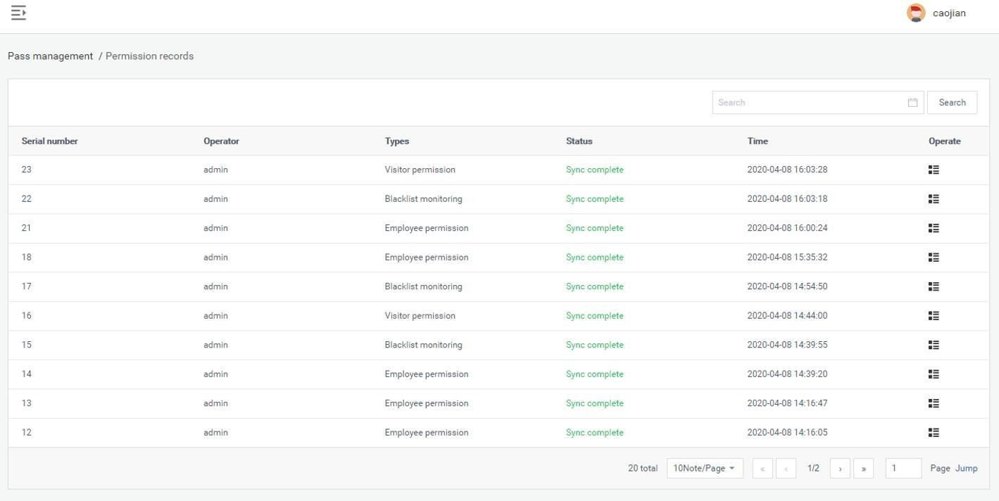 caojian
Pass management / Permission records
Search Search
Serial number Operator Types Status Time Operate
23 admin Visitor permission Sync complete 2020-04-08 16:03:28
22 admin Blacklist monitoring Sync complete 2020-04-08 16:03:18
21 admin Employee permission Sync complete 2020-04-08 16:00:24
18 admin Employee permission Sync complete 2020-04-08 15:35:32
17 admin Blacklist monitoring Sync complete 2020-04-08 14:54:50
16 admin Visitor permission Sync complete 2020-04-08 14:44:00
15 admin Blacklist monitoring Sync complete 2020-04-08 14:39:55
14 admin Employee permission Sync complete 2020-04-08 14:39:20
13 admin Employee permission Sync complete 2020-04-08 14:16:47
12 admin Employee permission Sync complete 2020-04-08 14:16:05
20 total 10Note/Page « ‹ 1/2 › » 1 Page Jump